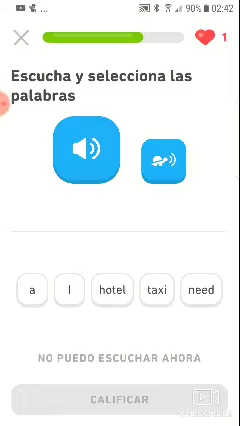 90% 02:42
1
Escucha y selecciona las
palabras
a I hotel taxi need
NO PUEDO ESCUCHAR AHORA
CALIFICAR